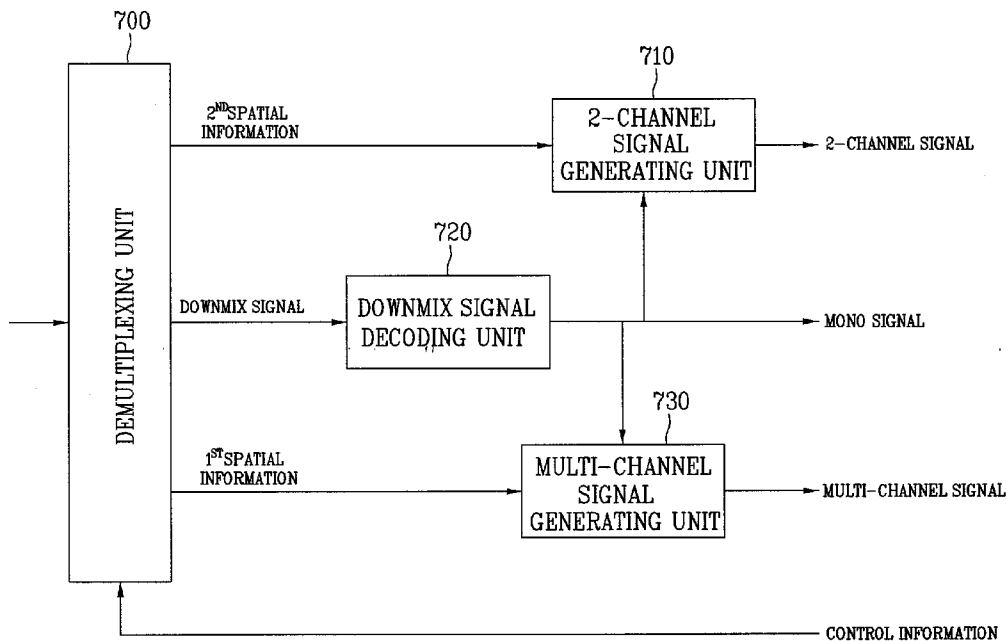 700
710
2ND SPATIAL
INFORMATION
2-CHANNEL
SIGNAL
GENERATING UNIT
2-CHANNEL SIGNAL
DEMULTIPLEXING UNIT
720
DOWNMIX SIGNAL
DOWNMIX SIGNAL
DECODING UNIT
MONO SIGNAL
730
1ST SPATIAL
INFORMATION
MULTI-CHANNEL
SIGNAL
GENERATING UNIT
MULTI-CHANNEL SIGNAL
CONTROL INFORMATION